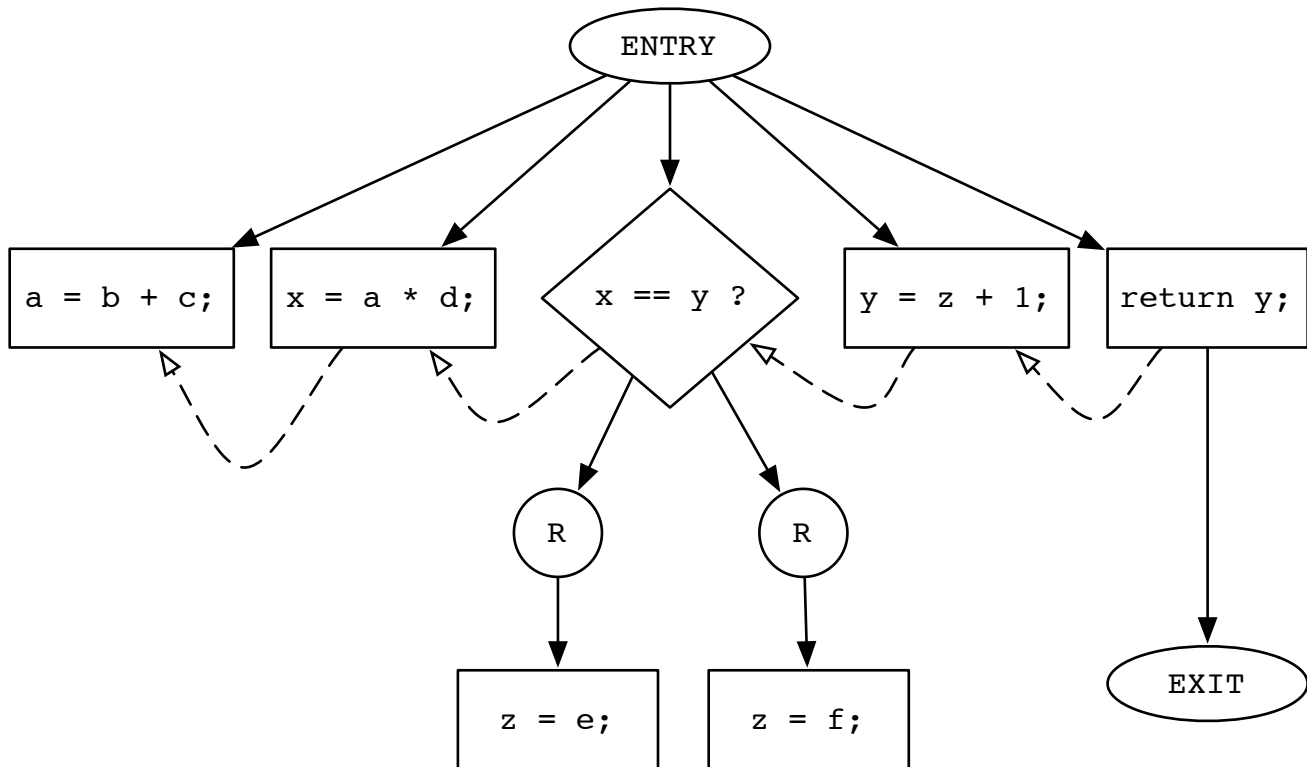 ENTRY
a = b + c;
x = a * d;
x == y ?
y = z + 1;
return y;
R
R
z = e;
z = f;
EXIT